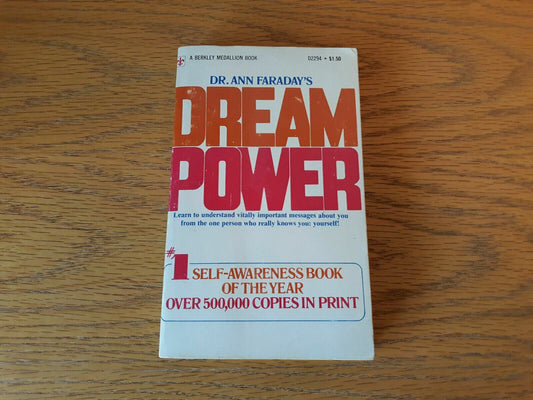 A BERKLEY MEDALLION BOOK
D2294 • $1.50
DR. ANN FARADAY'S
DREAM
POWER
Learn to understand vitally important messages about you
from the one person who really knows you: yourself!
#1 SELF-AWARENESS BOOK
OF THE YEAR
OVER 500,000 COPIES IN PRINT